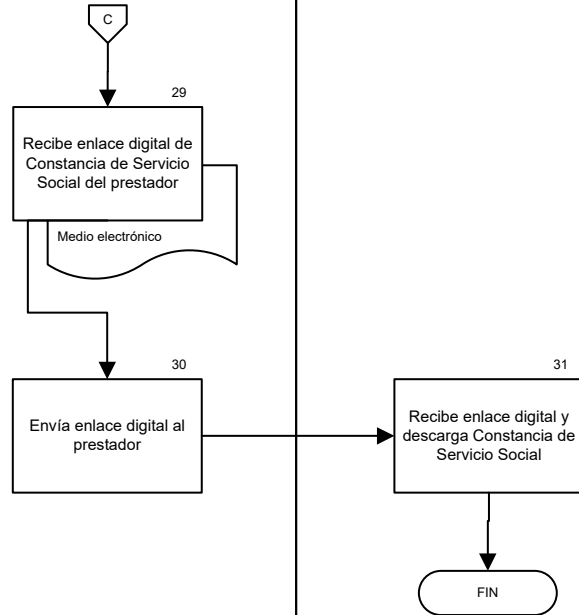 C
29
Recibe enlace digital de
Constancia de Servicio
Social del prestador
Medio electrónico
30
Envía enlace digital al
prestador
31
Recibe enlace digital y
descarga Constancia de
Servicio Social
FIN